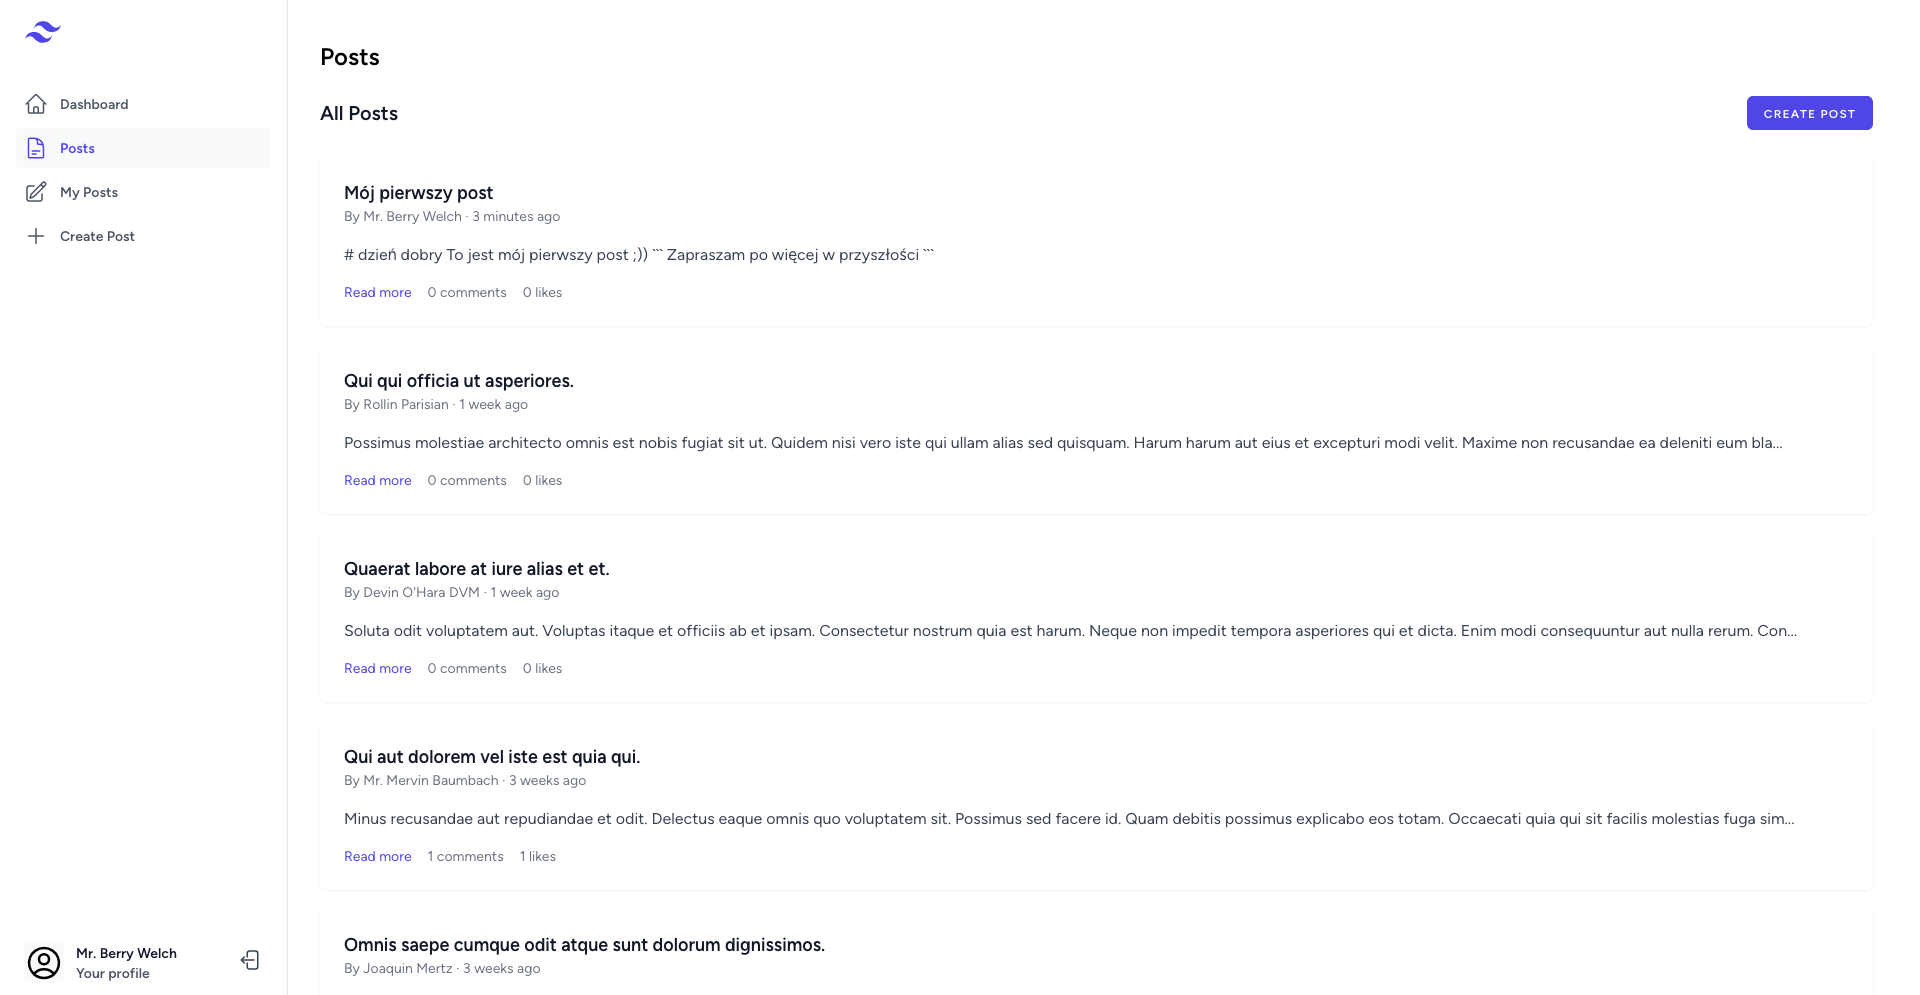 Dashboard
Posts
My Posts
Create Post
Mr. Berry Welch
Your profile
Posts
All Posts
CREATE POST
Mój pierwszy post
By Mr. Berry Welch · 3 minutes ago
# dzień dobry To jest mój pierwszy post ;)) ``` Zapraszam po więcej w przyszłości ```
Read more 0 comments 0 likes
Qui qui officia ut asperiores.
By Rollin Parisian · 1 week ago
Possimus molestiae architecto omnis est nobis fugiat sit ut. Quidem nisi vero iste qui ullam alias sed quisquam. Harum harum aut eius et excepturi modi velit. Maxime non recusandae ea deleniti eum bla...
Read more 0 comments 0 likes
Quaerat labore at iure alias et et.
By Devin O'Hara DVM · 1 week ago
Soluta odit voluptatem aut. Voluptas itaque et officiis ab et ipsam. Consectetur nostrum quia est harum. Neque non impedit tempora asperiores qui et dicta. Enim modi consequuntur aut nulla rerum. Con...
Read more 0 comments 0 likes
Qui aut dolorem vel iste est quia qui.
By Mr. Mervin Baumbach · 3 weeks ago
Minus recusandae aut repudiandae et odit. Delectus eaque omnis quo voluptatem sit. Possimus sed facere id. Quam debitis possimus explicabo eos totam. Occaecati quia qui sit facilis molestias fuga sim...
Read more 1 comments 1 likes
Omnis saepe cumque odit atque sunt dolorum dignissimos.
By Joaquin Mertz · 3 weeks ago